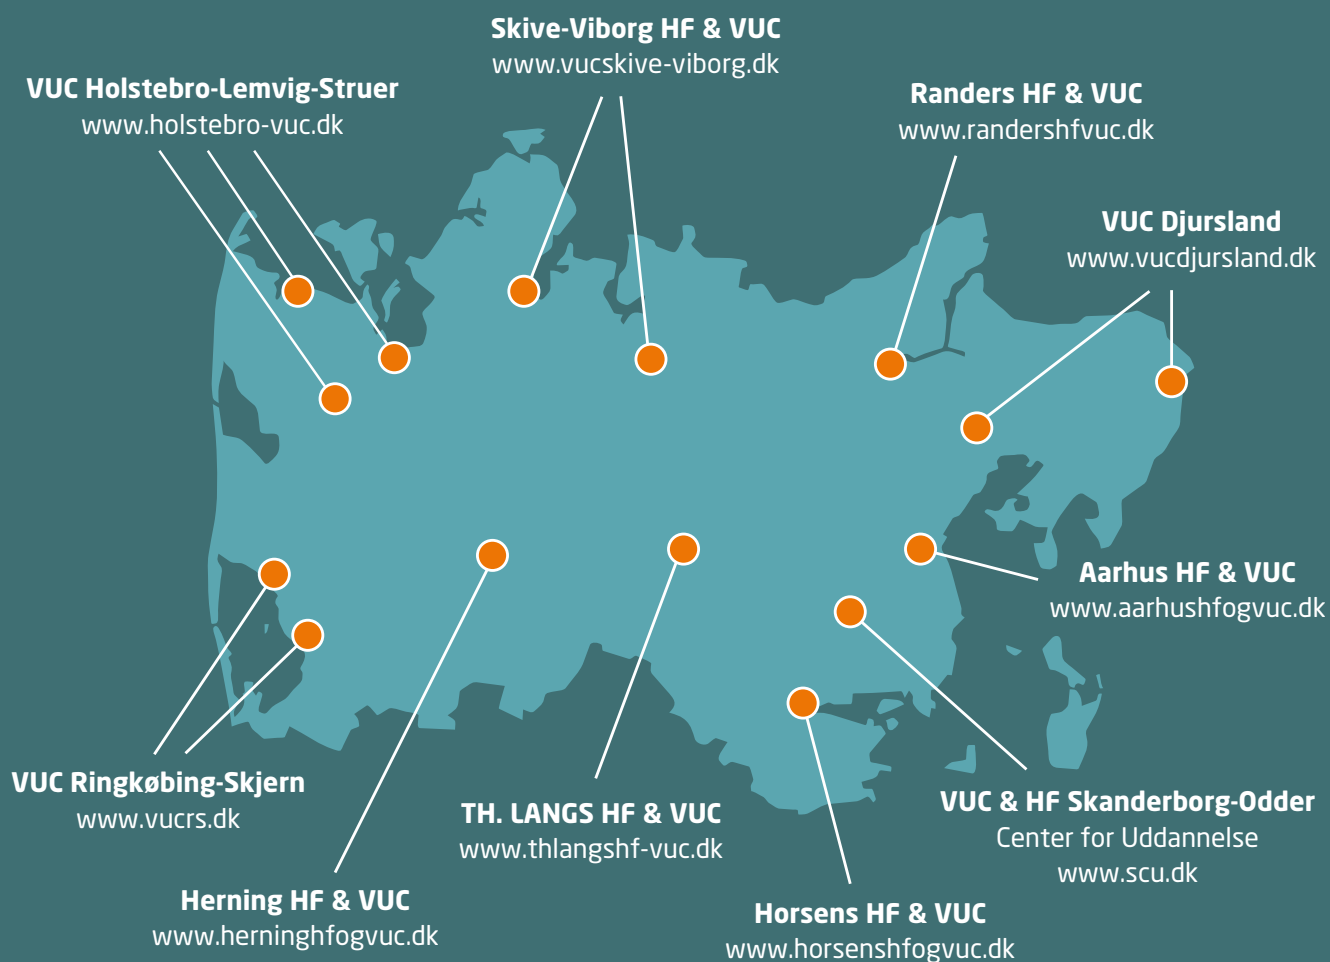 Skive-Viborg HF & VUC
www.vucskive-viborg.dk
VUC Holstebro-Lemvig-Struer
www.holstebro-vuc.dk
Randers HF & VUC
www.randershfvuc.dk
VUC Djursland
www.vucdjursland.dk
Aarhus HF & VUC
www.aarhushfogvuc.dk
VUC Ringkøbing-Skjern
www.vucrs.dk
TH. LANGS HF & VUC
www.thlangshf-vuc.dk
VUC & HF Skanderborg-Odder
Center for Uddannelse
www.scu.dk
Herning HF & VUC
www.herninghfogvuc.dk
Horsens HF & VUC
www.horsenshfogvuc.dk